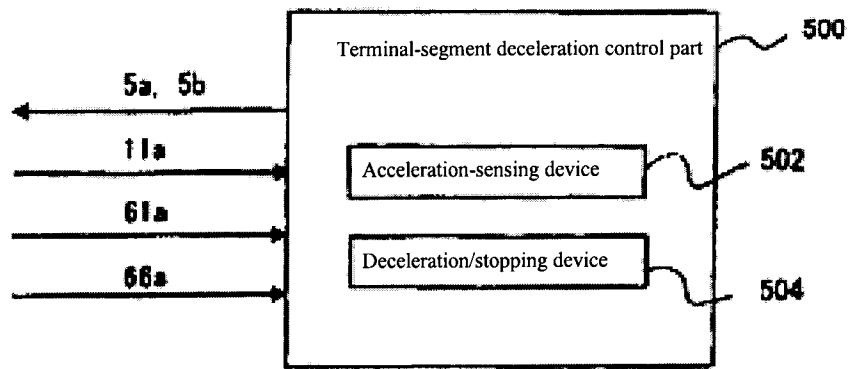 Terminal-segment deceleration control part
500
5a, 5b
11a
Acceleration-sensing device
502
61a
Deceleration/stopping device
66a
504